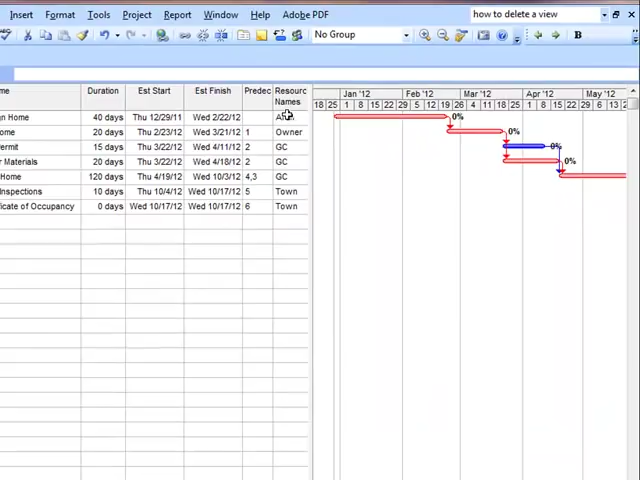 Insert Format Tools Project Report Window Help Adobe PDF how to delete a view
No Group B
me Duration Est Start Est Finish Predec Resourc Names
Jan '12 Feb '12 Mar '12 Apr '12 May '12
18 25 1 8 15 22 29 5 12 19 26 4 11 18 25 1 8 15 22 29 6 13 20 2
gn Home 40 days Thu 12/29/11 Wed 2/22/12 0%
ome 20 days Thu 2/23/12 Wed 3/21/12 1 Owner 0%
Permit 15 days Thu 3/22/12 Wed 4/11/12 2 GC 0%
r Materials 20 days Thu 3/22/12 Wed 4/18/12 2 GC 0%
Home 120 days Thu 4/19/12 Wed 10/3/12 4,3 GC
Inspections 10 days Thu 10/4/12 Wed 10/17/12 5 Town
ficate of Occupancy 0 days Wed 10/17/12 Wed 10/17/12 6 Town